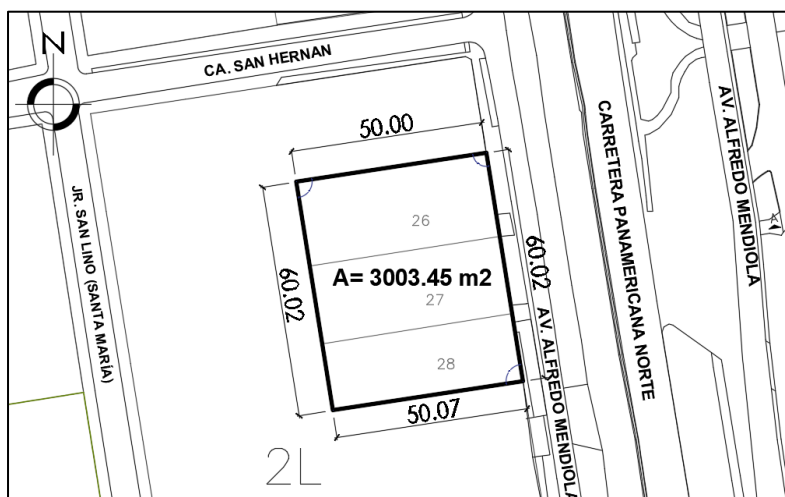 N
CA. SAN HERNAN
50.00
JR. SAN LINO (SANTA MARÍA)
60.02
26
A= 3003.45 m2
27
28
60.02
50.07
2L
AV. ALFREDO MENDIOLA
CARRETERA PANAMERICANA NORTE
AV. ALFREDO MENDIOLA